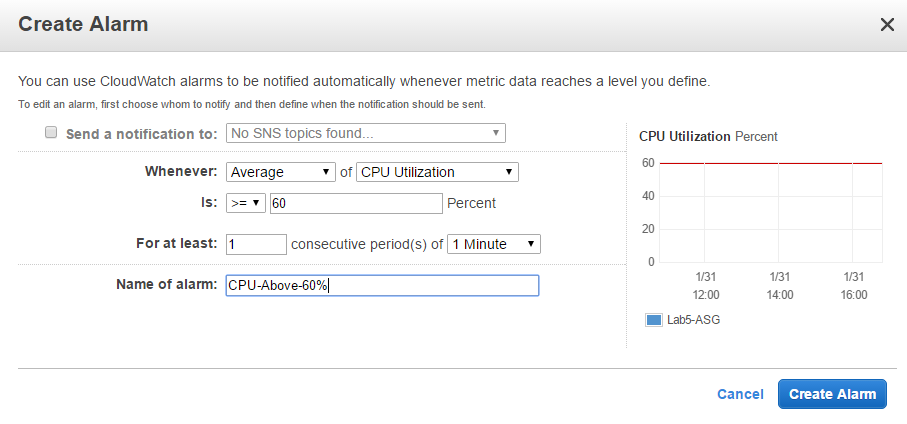 Create Alarm
You can use CloudWatch alarms to be notified automatically whenever metric data reaches a level you define.
To edit an alarm, first choose whom to notify and then define when the notification should be sent.
Send a notification to: No SNS topics found...
Whenever: Average of CPU Utilization
Is: >= 60 Percent
For at least: 1 consecutive period(s) of 1 Minute
Name of alarm: CPU-Above-60%
CPU Utilization Percent
60
40
20
0
1/31 1/31 1/31
12:00 14:00 16:00
Lab5-ASG
Cancel Create Alarm